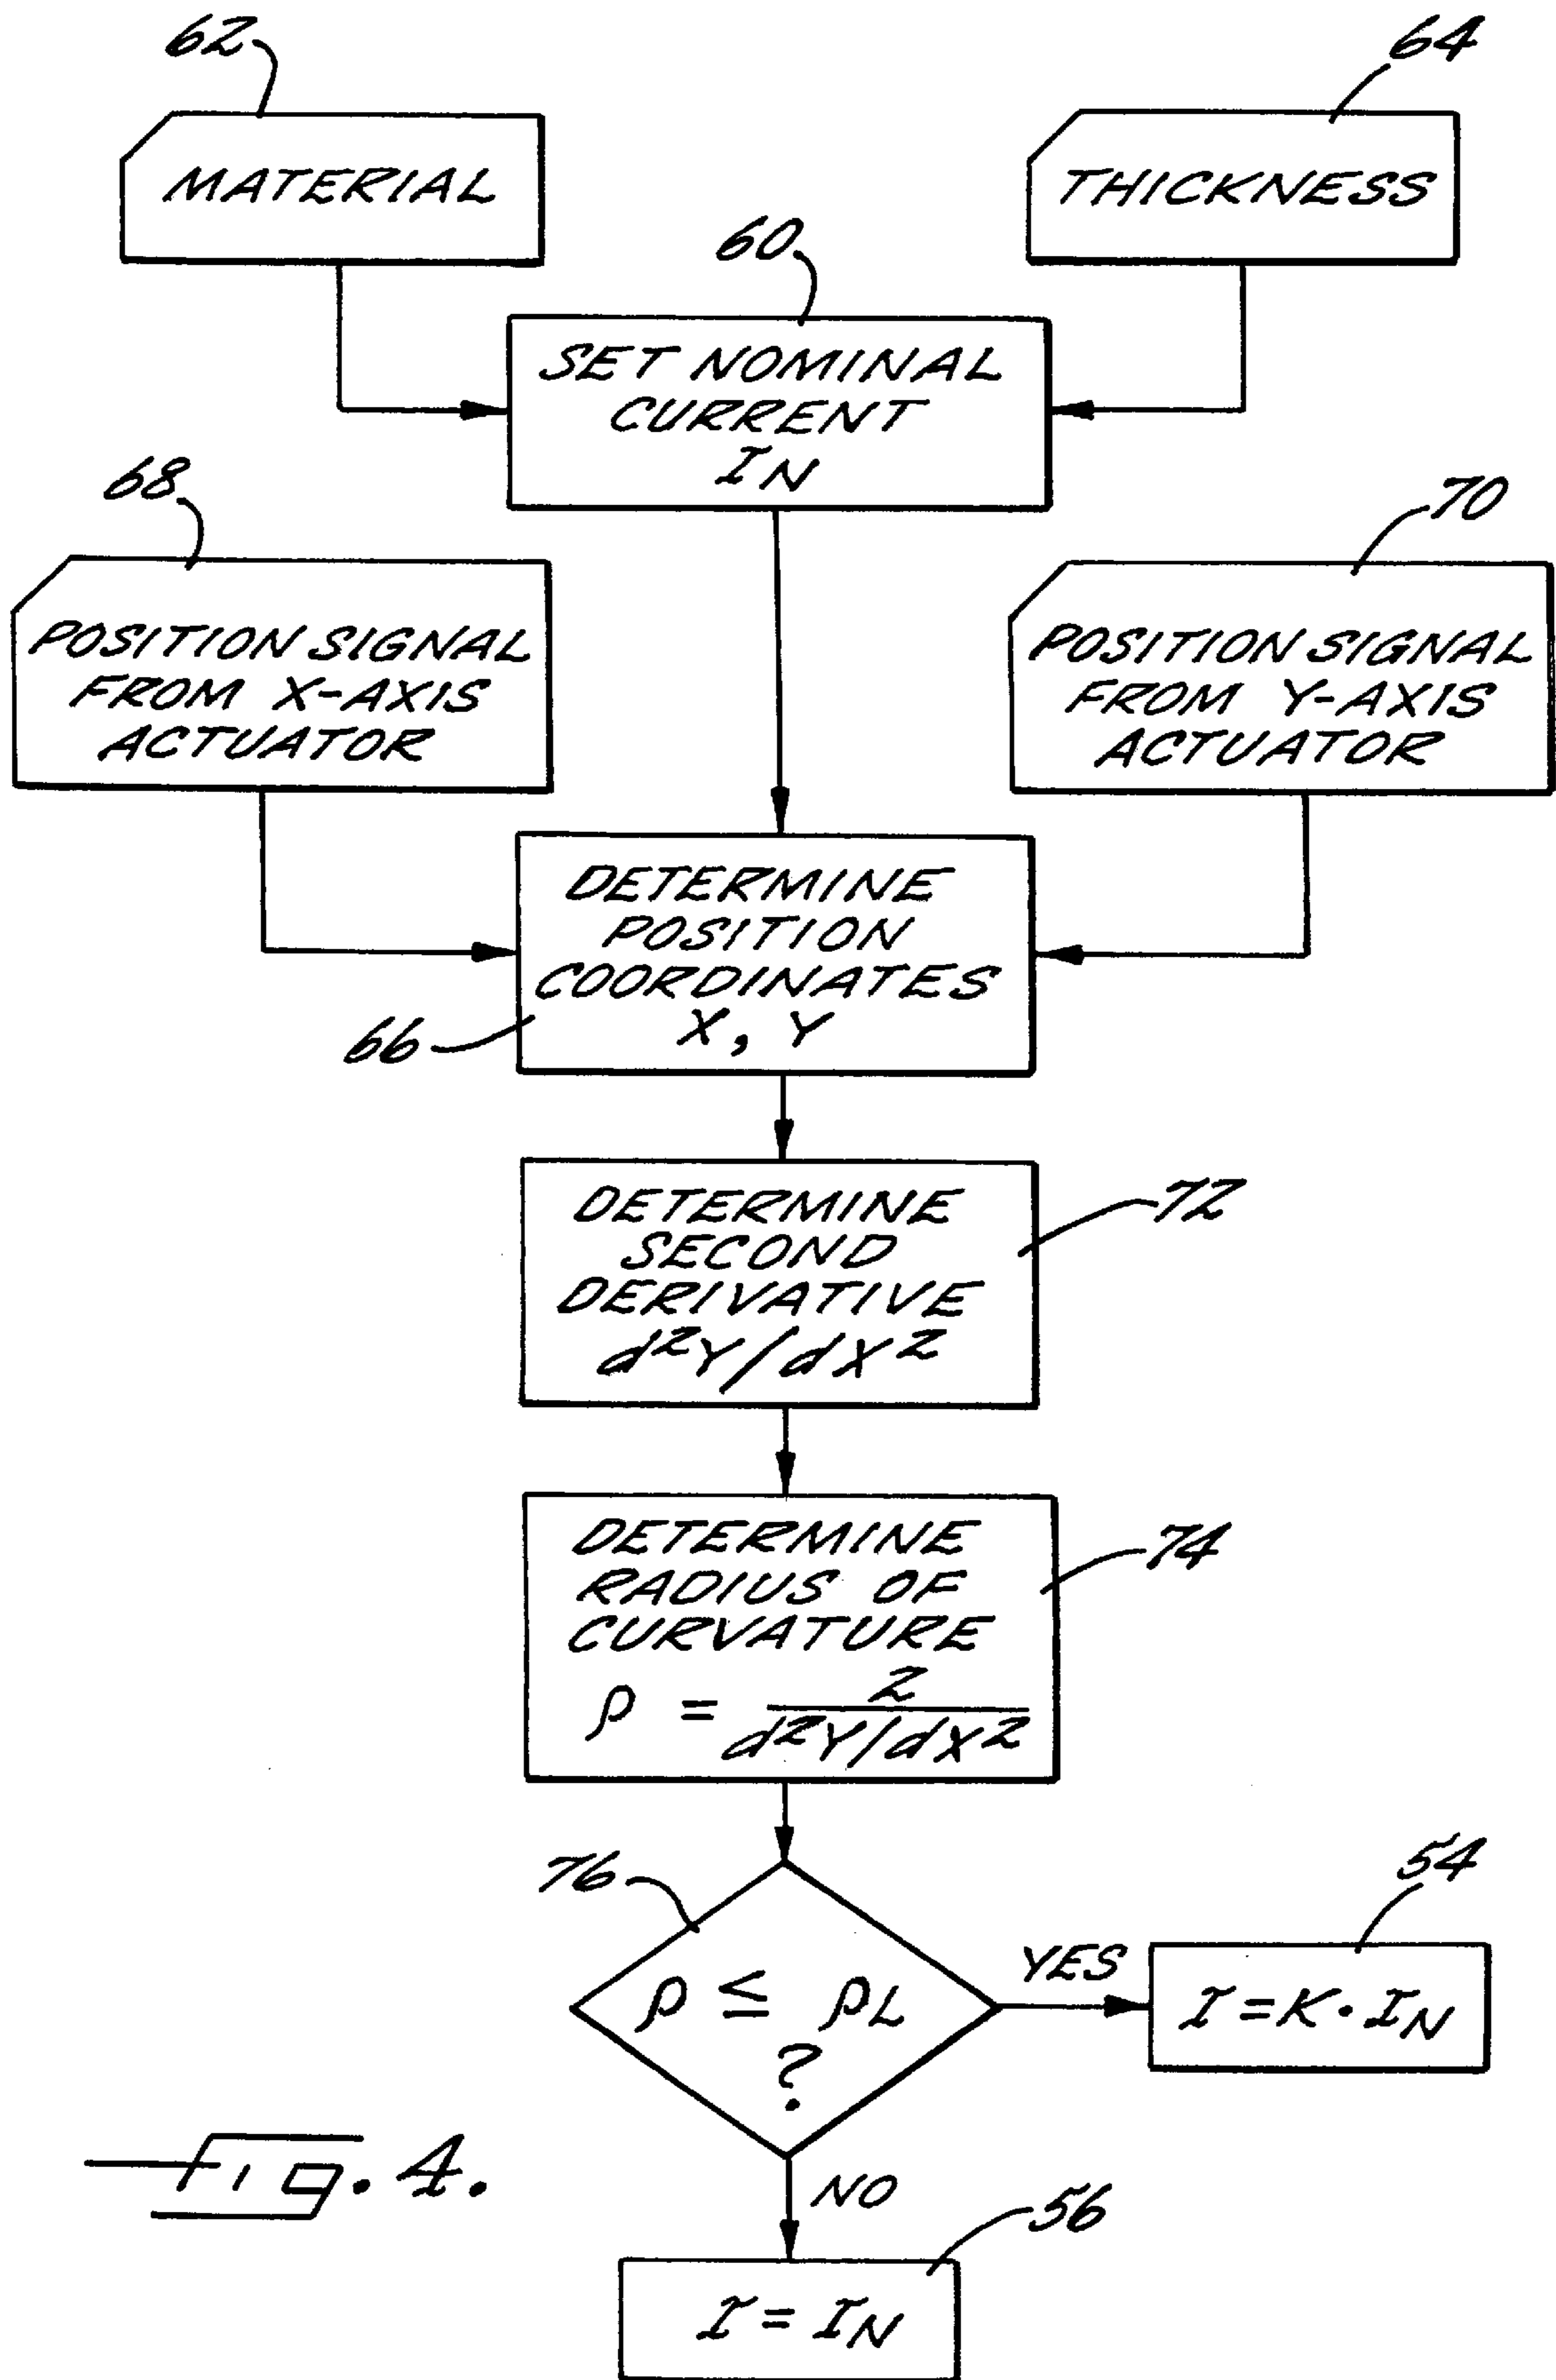 62
64
MATERIAL
THICKNESS
60
SET NOMINAL
CURRENT
IN
68
70
POSITION SIGNAL
FROM X-AXIS
ACTUATOR
POSITION SIGNAL
FROM Y-AXIS
ACTUATOR
DETERMINE
POSITION
COORDINATES
X, Y
66
DETERMINE
SECOND
DERIVATIVE
d²Y/dX²
72
DETERMINE
RADIUS OF
CURVATURE
ρ = 2
d²Y/dX²
74
76
54
ρ ≤ ρL
?
YES
I = K · IN
NO
56
I = IN
Fig. 4.